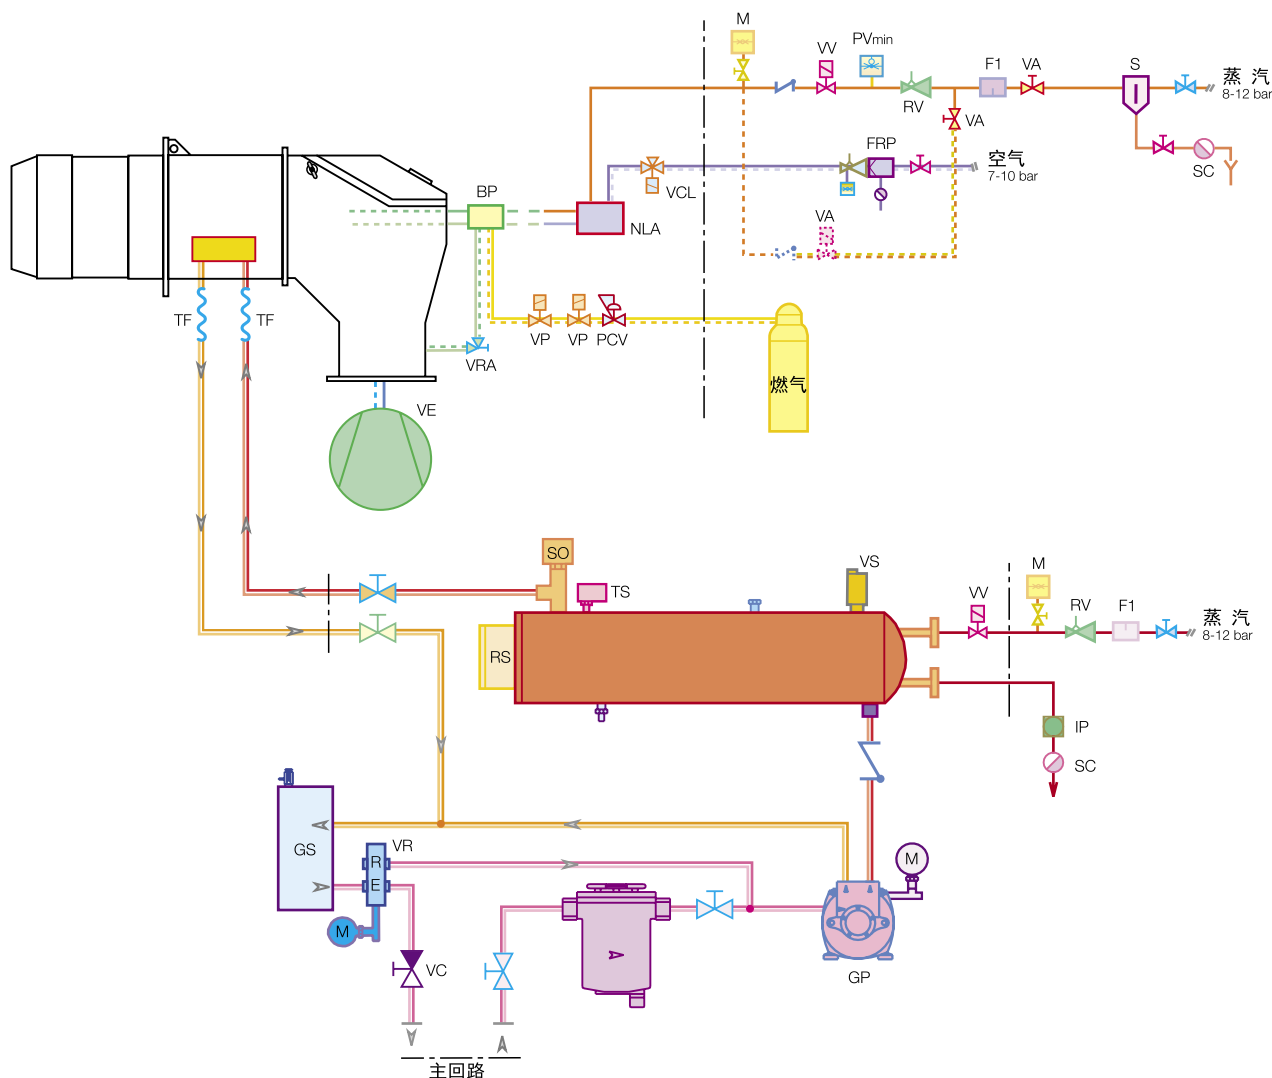 M
VV
PVmin
RV
F1
VA
S
蒸 汽
8-12 bar
VA
SC
FRP
空气
7-10 bar
VCL
BP
NLA
VA
TF
TF
VP
VP
PCV
VRA
燃气
VE
SO
TS
VS
RS
VV
M
RV
F1
蒸 汽
8-12 bar
IP
SC
GS
VR
R
E
M
VC
M
GP
主回路